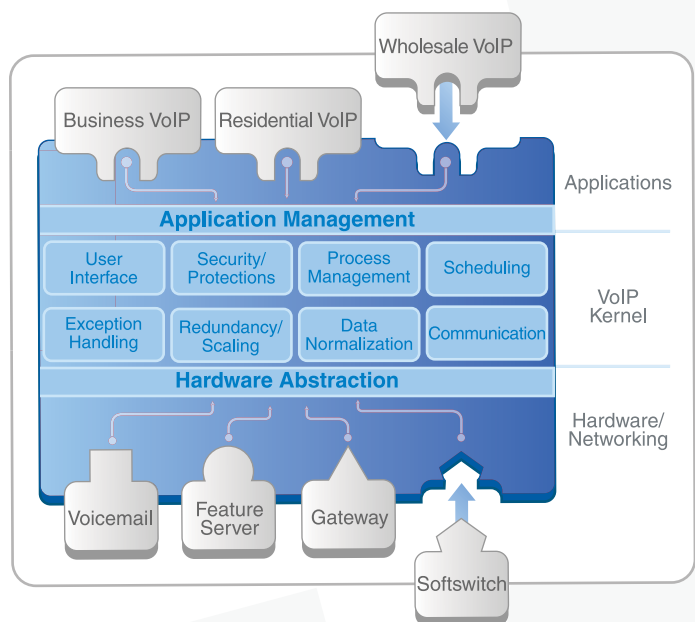 Wholesale VoIP
Business VoIP
Residential VoIP
Applications
Application Management
User
Interface
Security/
Protections
Process
Management
Scheduling
VoIP
Kernel
Exception
Handling
Redundancy/
Scaling
Data
Normalization
Communication
Hardware Abstraction
Hardware/
Networking
Voicemail
Feature
Server
Gateway
Softswitch